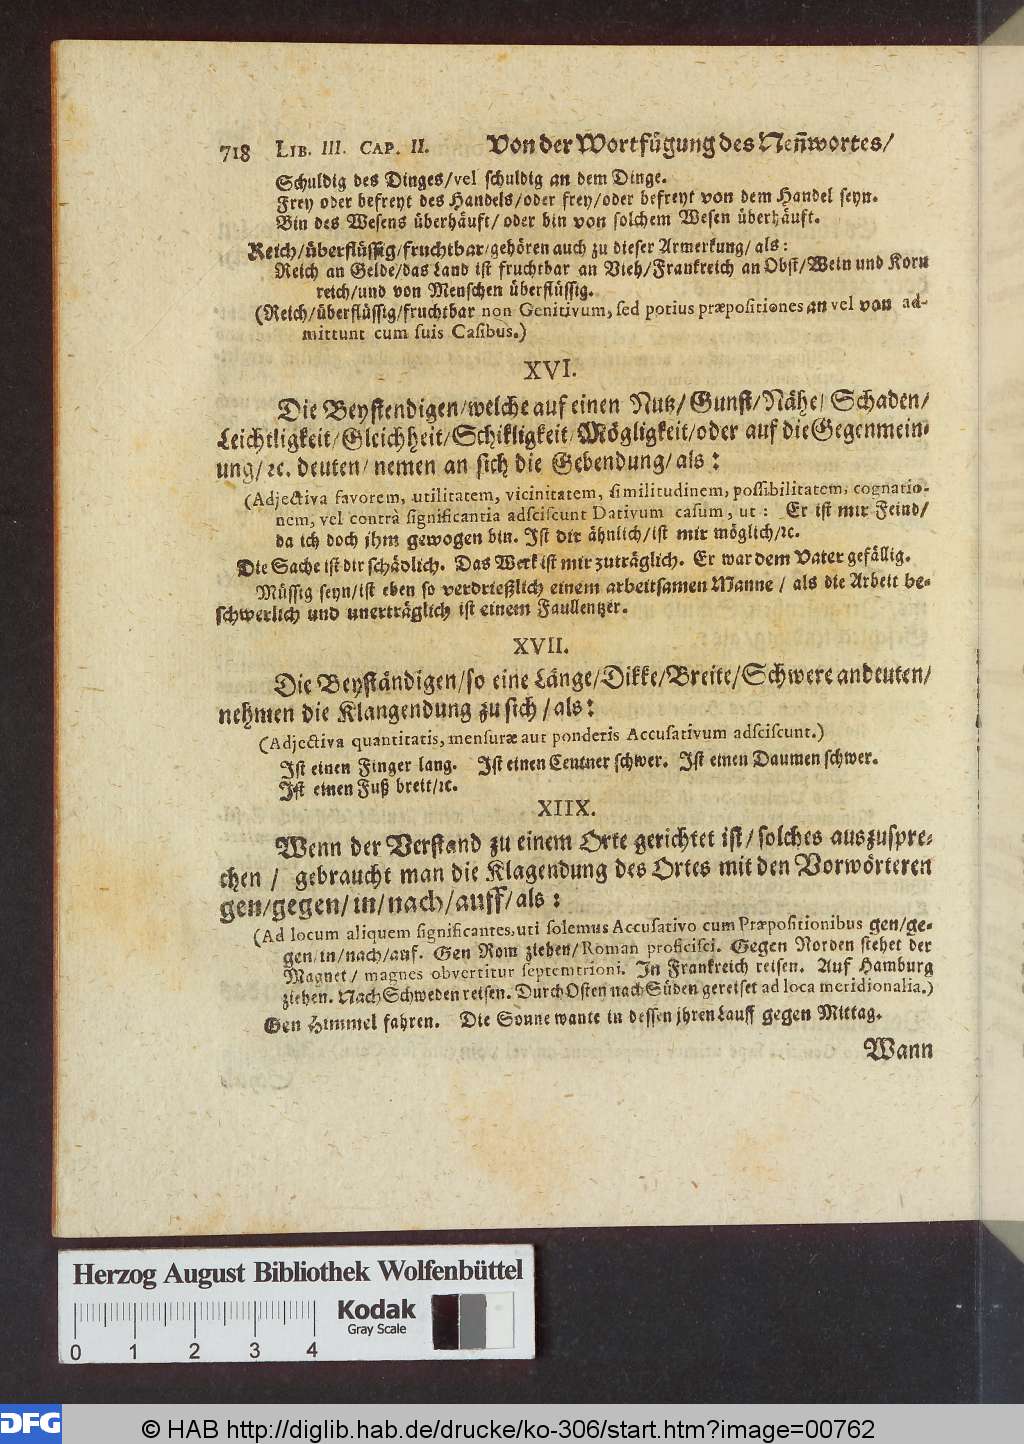 718 LIB. III. CAP. II. Von der Wortfügung des Neñwortes/
Schuldig des Dinges/vel schuldig an dem Dinge.
Frey oder befreyt des Handels/oder frey/oder befreyt von dem Handel seyn.
Bin des Wesens überhäuft/ oder bin von solchem Wesen überhäuft.
Reich/überflüssig/fruchtbar/gehören auch zu dieser Armerkung/ als:
Reich an Gelde/das Land ist fruchtbar an Vieh/Frankreich an Obst/Wein und Korn
reich/und von Menschen überflüssig.
(Reich/überflüssig/fruchtbar non Genitivum, sed potius præpositiones an vel von ad-
mittunt cum suis Casibus.)
XVI.
Die Beystendigen/welche auf einen Nutz/ Gunst/Nähe/ Schaden/
Leichtligkeit/Gleichheit/Schikligkeit/Mögligkeit/oder auf die Gegenmein-
ung/ꝛc. deuten/ nemen an sich die Gebendung/als:
(Adjectiva favorem, utilitatem, vicinitatem, similitudinem, possibilitatem, cognatio-
nem, vel contrà significantia adsciscunt Dativum casum, ut: Er ist mir Feind/
da ich doch jhm gewogen bin. Ist dir ähnlich/ist mir möglich/ꝛc.
Die Sache ist dir schädlich. Das Werk ist mir zuträglich. Er war dem Vater gefällig.
Müssig seyn/ist eben so verdrießlich einem arbeitsamen Manne / als die Arbeit be-
schwerlich und unerträglich ist einem Faullentzer.
XVII.
Die Beyständigen/so eine Länge/Dikke/Breite/Schwere andeuten/
nehmen die Klangendung zu sich / als:
(Adjectiva quantitatis, mensuræ aut ponderis Accusativum adsciscunt.)
Ist einen Finger lang. Ist einen Centner schwer. Ist einen Daumen schwer.
Ist einen Fuß breit/ꝛc.
XIIX.
Wenn der Verstand zu einem Orte gerichtet ist/ solches auszuspre-
chen / gebraucht man die Klagendung des Ortes mit den Vorwörteren
gen/gegen/in/nach/auff/als:
(Ad locum aliquem significantes, uti solemus Accusativo cum Præpositionibus gen/ge-
gen/in/nach/auf. Gen Rom ziehen/Roman proficisci. Gegen Norden stehet der
Magnet/ magnes obvertitur septemtrioni. In Frankreich reisen. Auf Hamburg
ziehen. Nach Schweden reisen. Durch Osten nach Süden gereiset ad loca meridionalia.)
Gen Himmel fahren. Die Sonne wante in dessen jhren Lauff gegen Mittag.
Wann
Herzog August Bibliothek Wolfenbüttel
Kodak
Gray Scale
0 1 2 3 4
DFG © HAB http://diglib.hab.de/drucke/ko-306/start.htm?image=00762